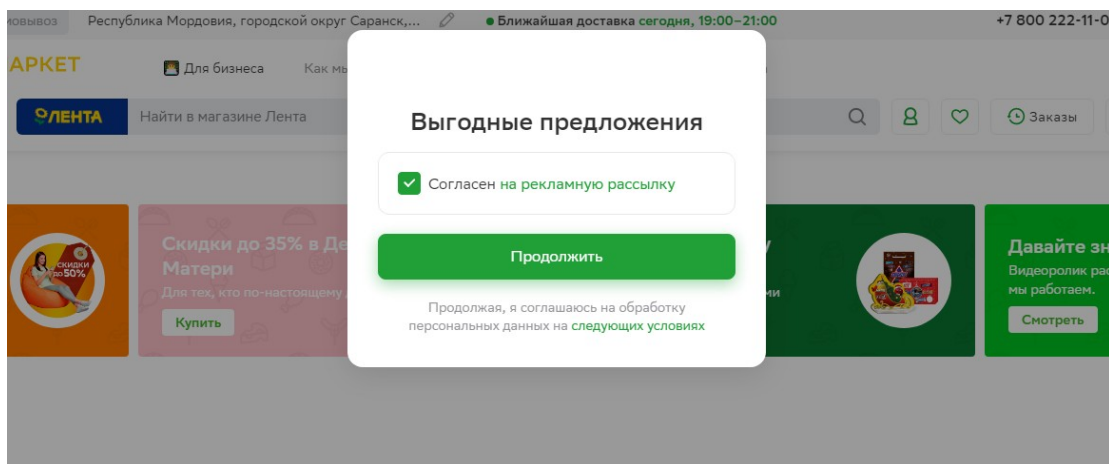 мовывоз Республика Мордовия, городской округ Саранск,... Ближайшая доставка сегодня, 19:00–21:00 +7 800 222-11-0
АРКЕТ Для бизнеса Как мы
ЛЕНТА Найти в магазине Лента Заказы
Выгодные предложения
Согласен на рекламную рассылку
Продолжить
Продолжая, я соглашаюсь на обработку
персональных данных на следующих условиях
скидки
до 50%
Скидки до 35% в Де
Матери
Для тех, кто по-настоящему
Купить
у
ми
Давайте зн
Видеоролик рас
мы работаем.
Смотреть